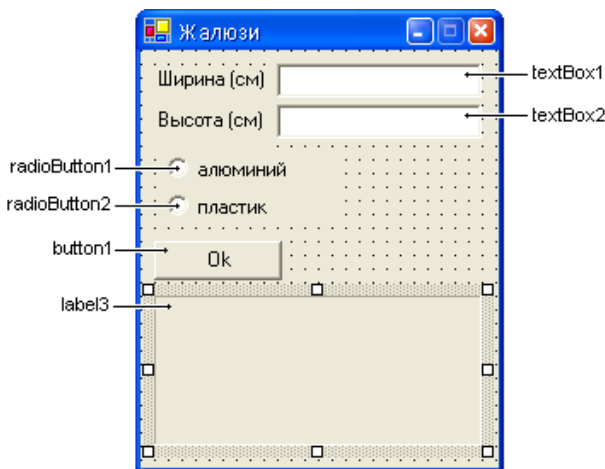 Жалюзи
Ширина (см)
textBox1
Высота (см)
textBox2
radioButton1
алюминий
radioButton2
пластик
button1
Ok
label3